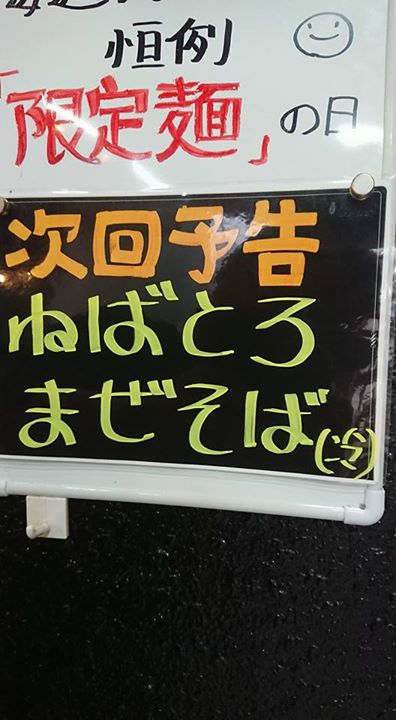 恒例
「限定麺」の日
次回予告
ねばとろ
まぜそば(冷)